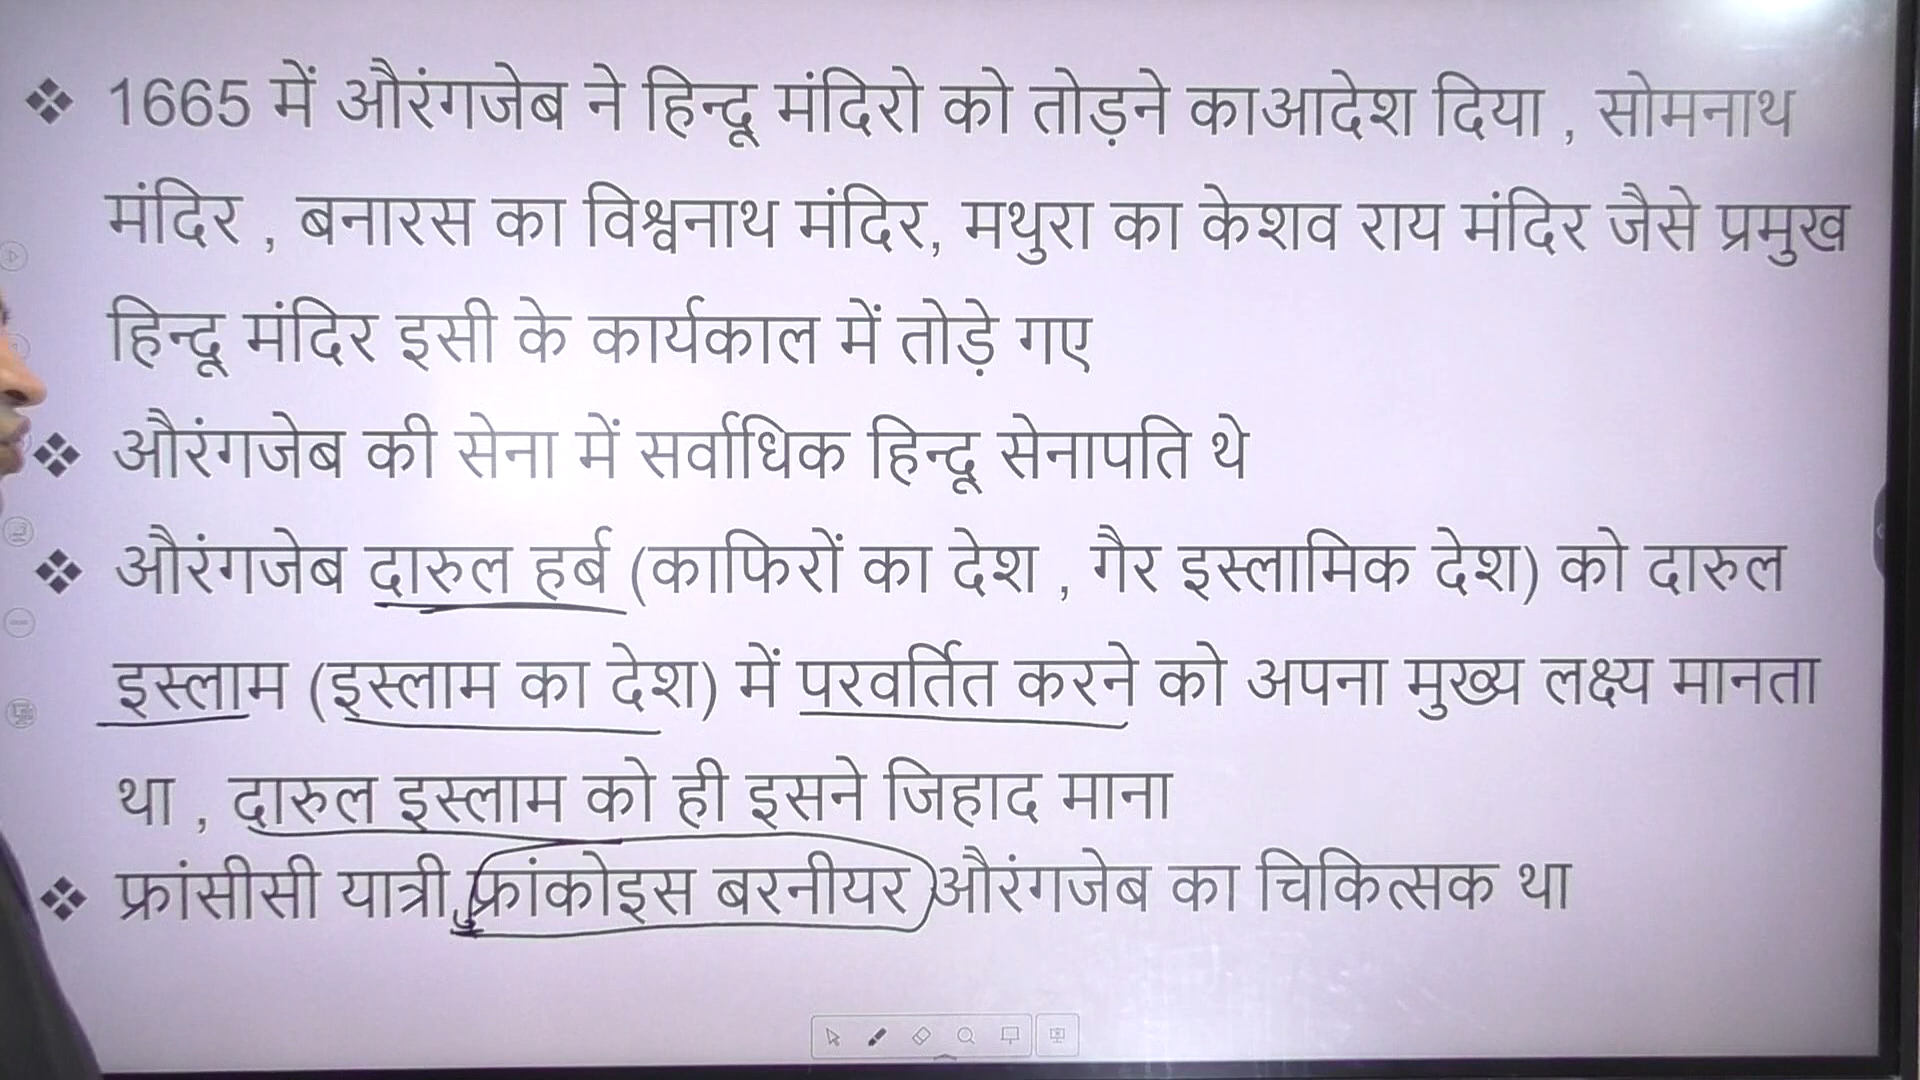 ❖ 1665 में औरंगजेब ने हिन्दू मंदिरो को तोड़ने काआदेश दिया , सोमनाथ
मंदिर , बनारस का विश्वनाथ मंदिर, मथुरा का केशव राय मंदिर जैसे प्रमुख
हिन्दू मंदिर इसी के कार्यकाल में तोड़े गए
❖ औरंगजेब की सेना में सर्वाधिक हिन्दू सेनापति थे
❖ औरंगजेब दारुल हर्ब (काफिरों का देश , गैर इस्लामिक देश) को दारुल
इस्लाम (इस्लाम का देश) में परवर्तित करने को अपना मुख्य लक्ष्य मानता
था , दारुल इस्लाम को ही इसने जिहाद माना
❖ फ्रांसीसी यात्री, फ्रांकोइस बरनीयर औरंगजेब का चिकित्सक था